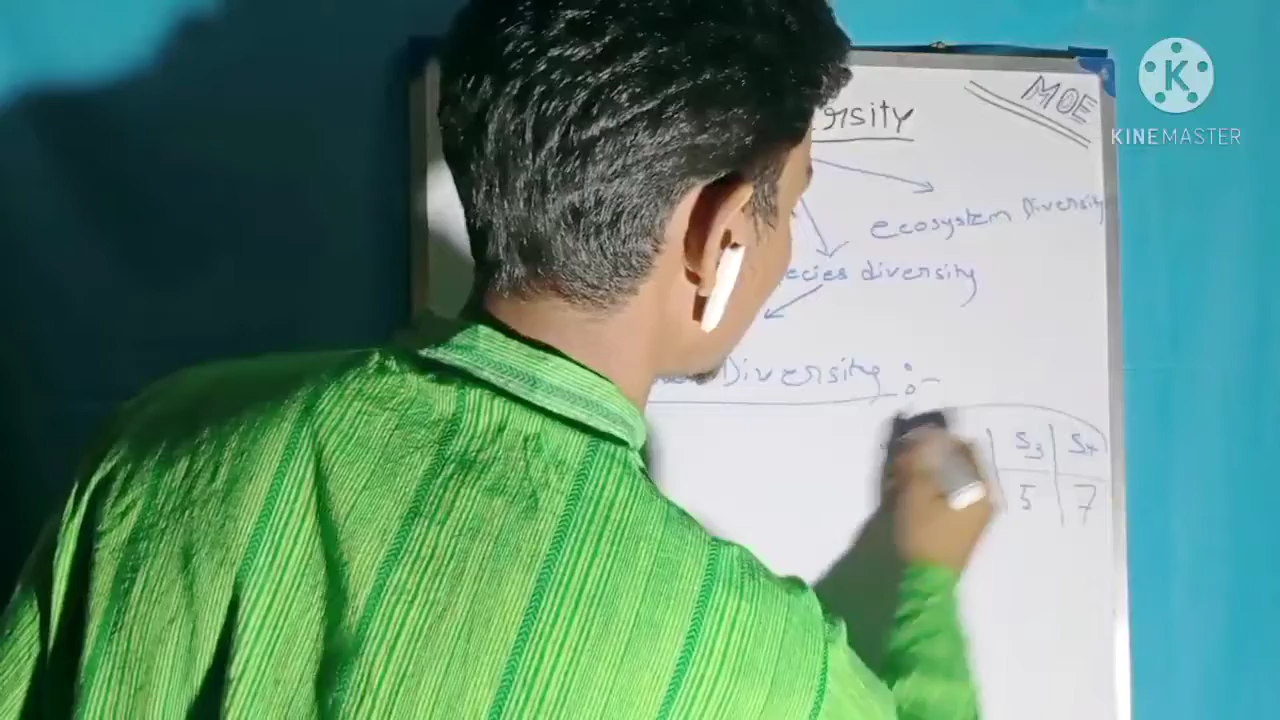 MOE
KINEMASTER
ersity
ecosystem Diversity
ecies diversity
Diversity :-
S3 S4
5 7